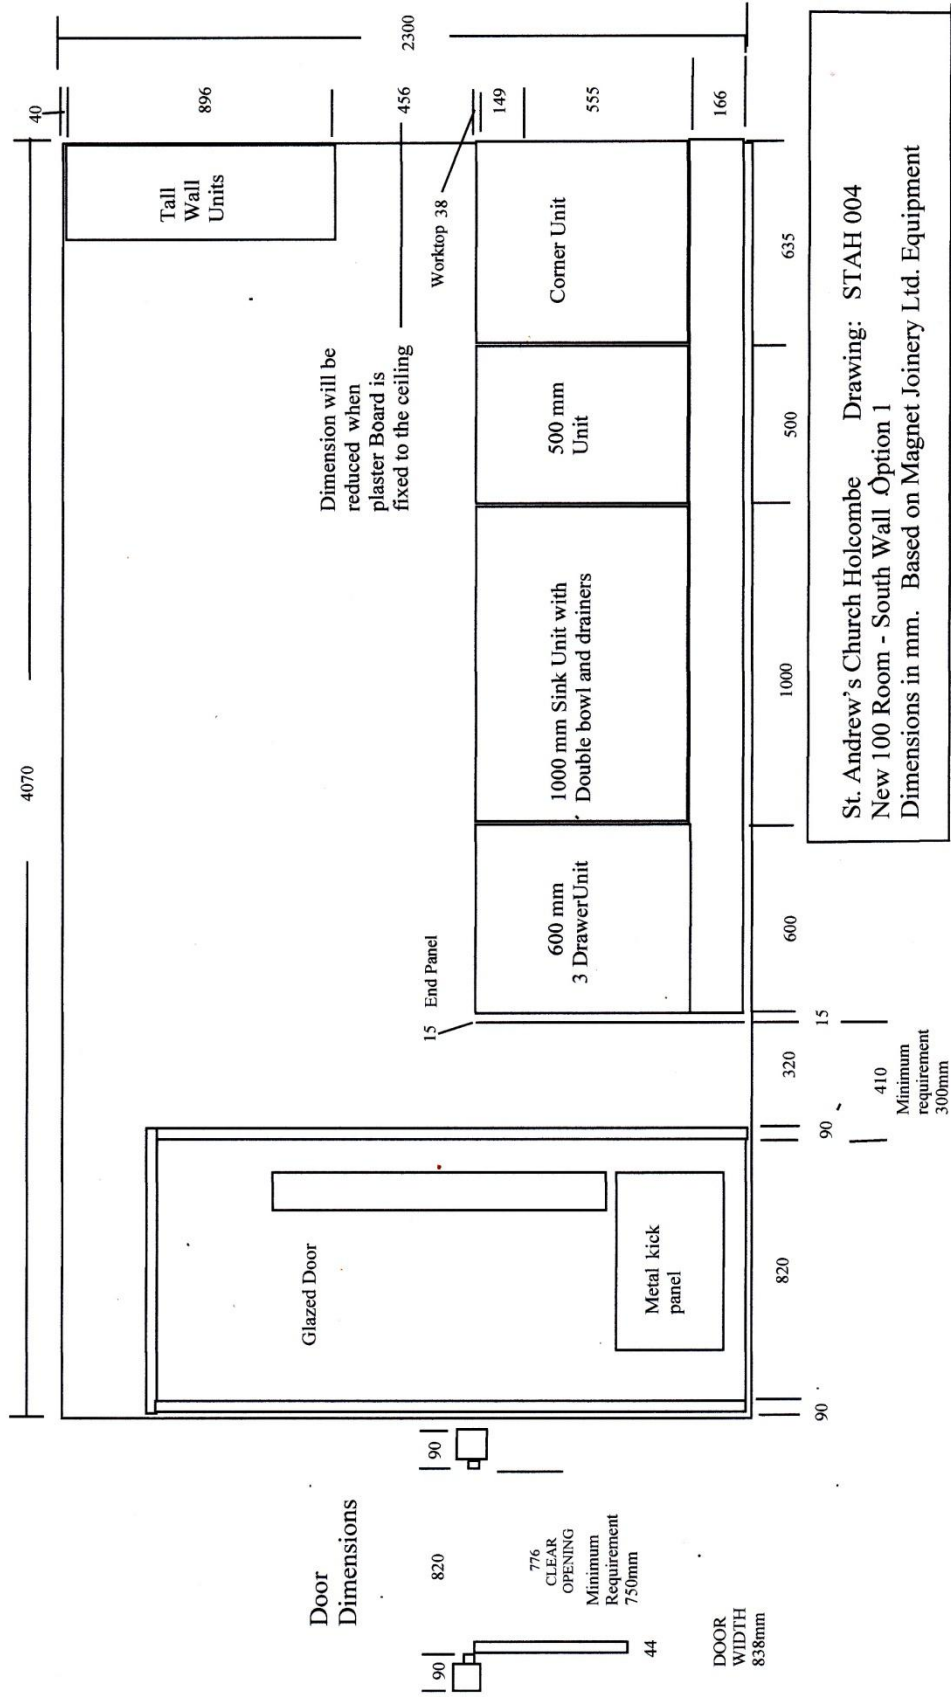 4070
40
896
456
149
555
166
2300
Tall
Wall
Units
Worktop 38
Dimension will be
reduced when
plaster Board is
fixed to the ceiling
15 End Panel
Glazed Door
Metal kick
panel
600 mm
3 DrawerUnit
1000 mm Sink Unit with
Double bowl and drainers
500 mm
Unit
Corner Unit
90
820
90
320
15
600
1000
500
635
410
Minimum
requirement
300mm
Door
Dimensions
90
820
90
776
CLEAR
OPENING
Minimum
Requirement
750mm
44
DOOR
WIDTH
838mm
St. Andrew's Church Holcombe Drawing: STAH 004
New 100 Room - South Wall Option 1
Dimensions in mm. Based on Magnet Joinery Ltd. Equipment